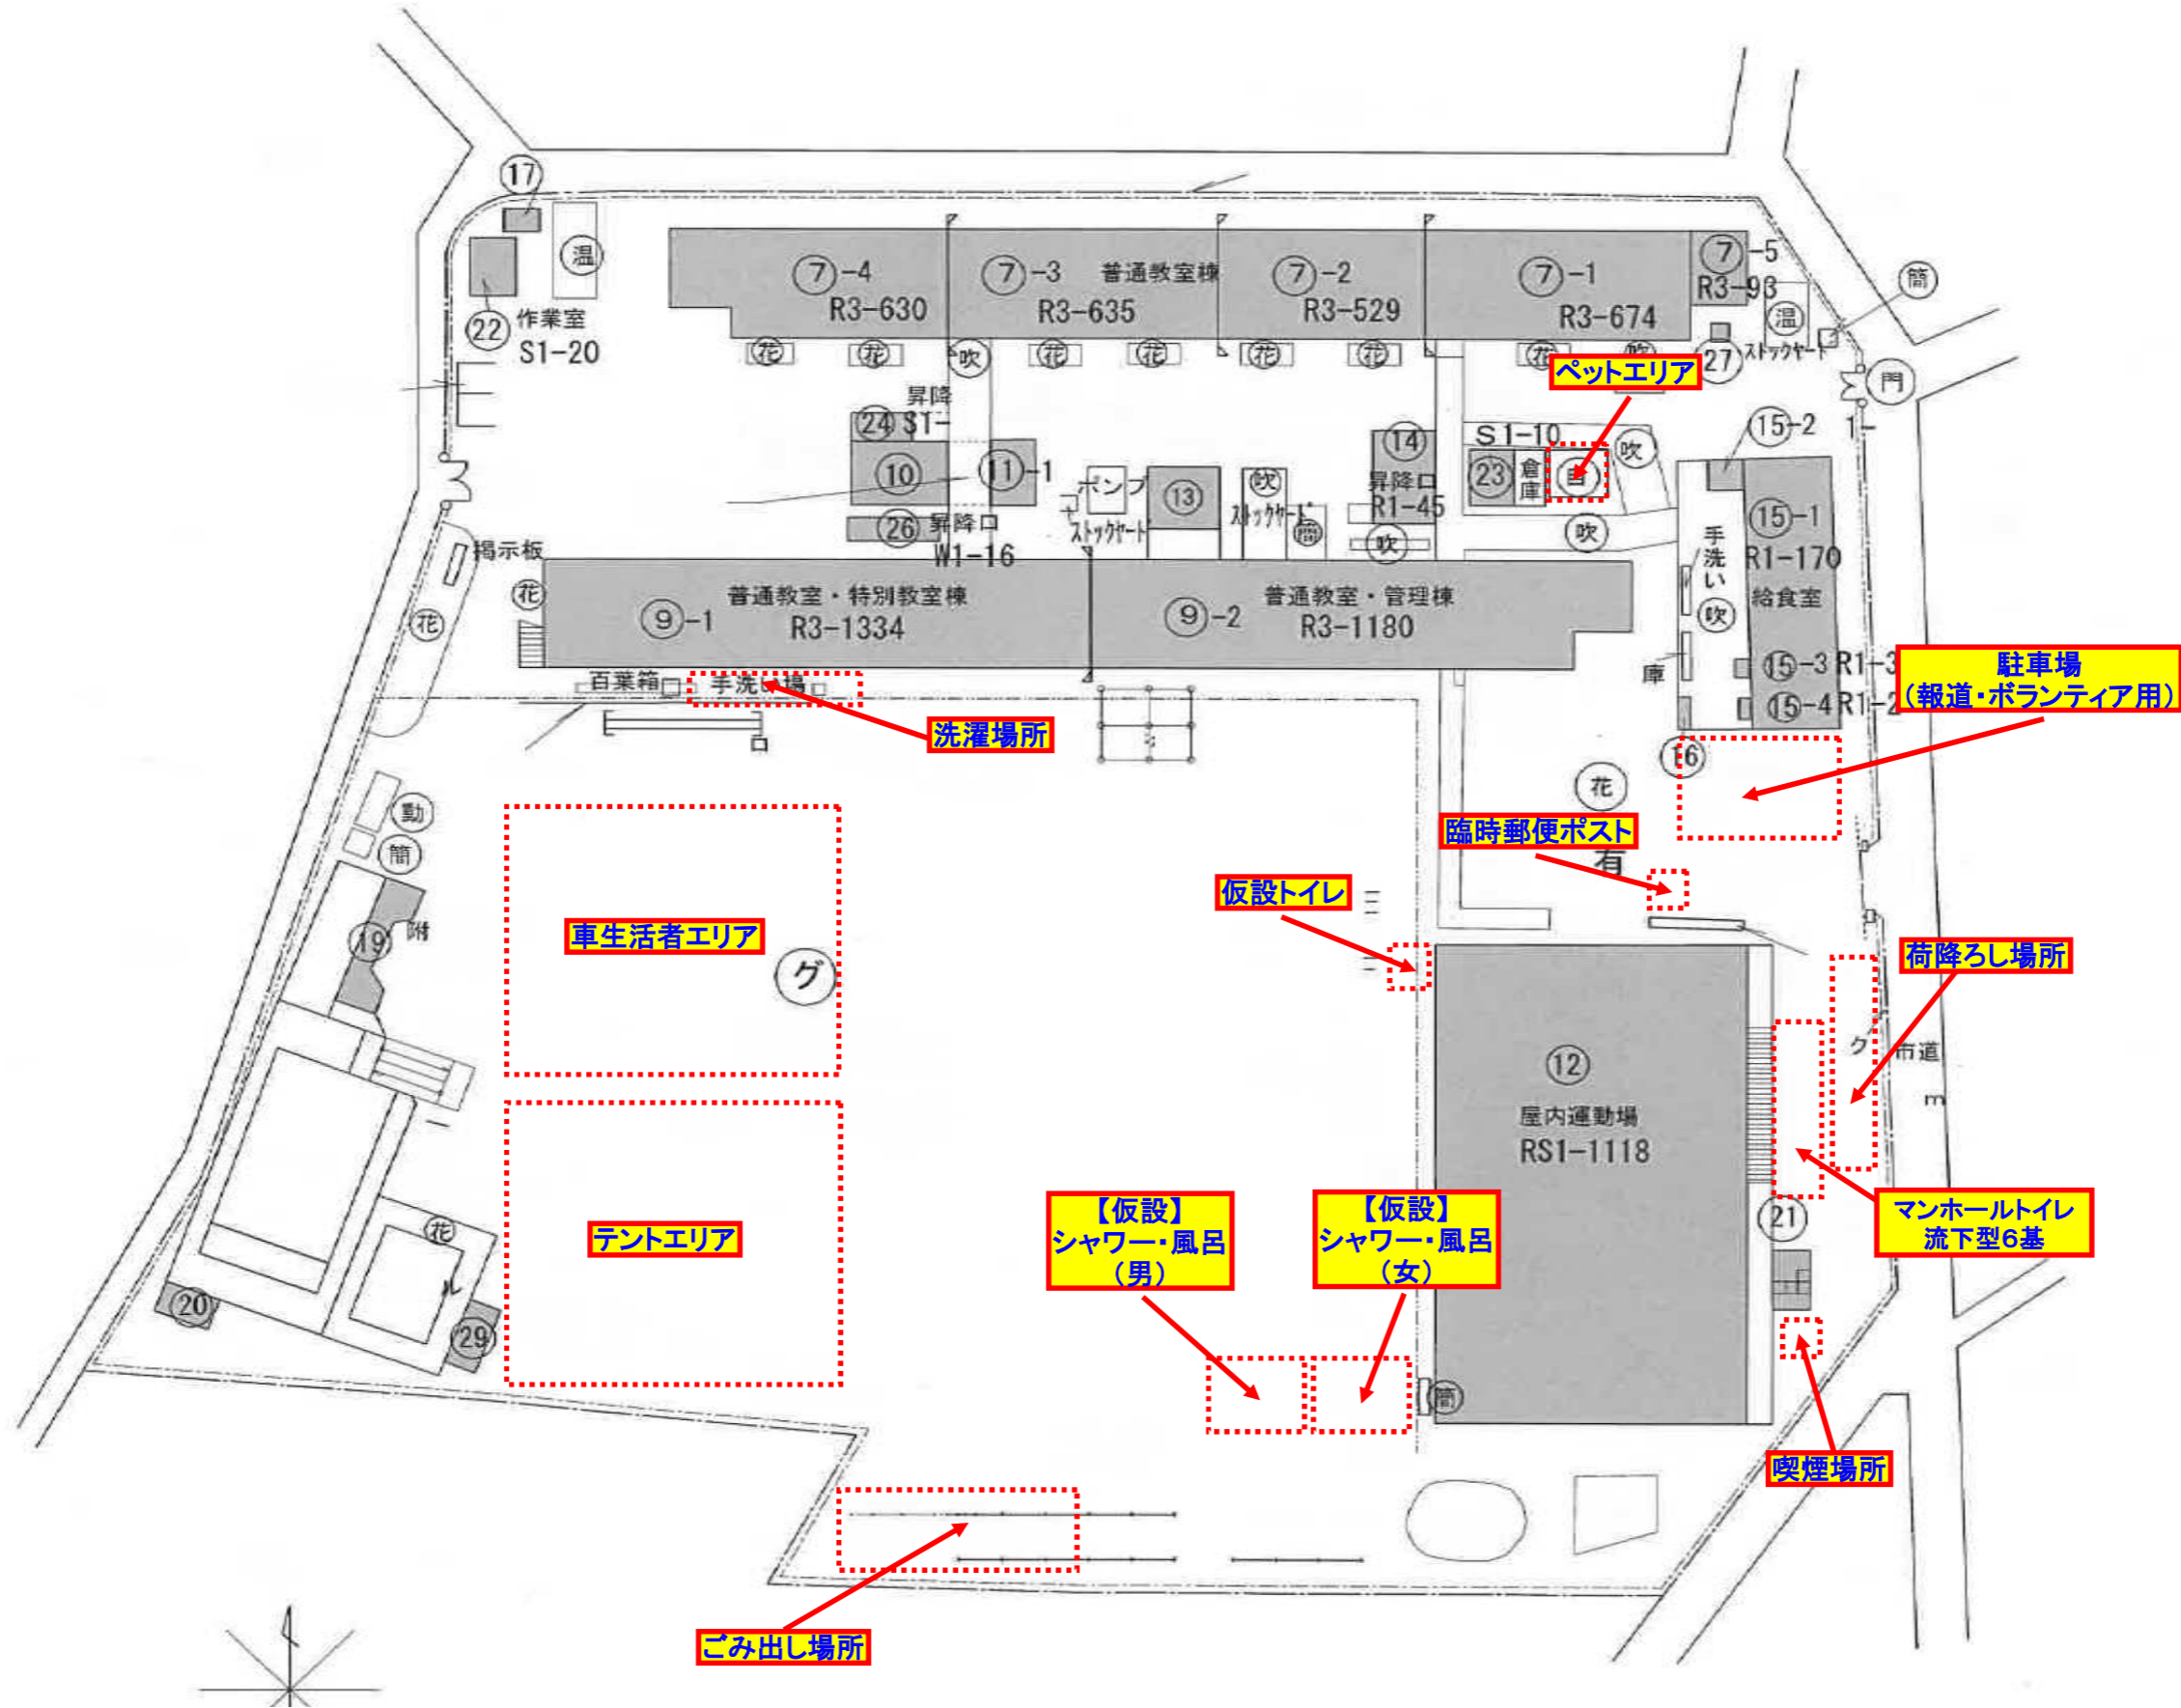 ⑰
温
㉒
作業室
S1-20
⑦-4
R3-630
⑦-3
普通教室棟
R3-635
⑦-2
R3-529
⑦-1
R3-674
⑦-5
R3-93
温
簡
花
花
吹
花
花
花
花
花
吹
㉗
ストックヤード
門
ペットエリア
昇降
㉔ S1-
⑩
⑪-1
㉖
昇降口
W1-16
ポンプ
ストックヤード
⑬
吹
ストックヤード
簡
⑭
昇降口
R1-45
吹
S1-10
㉓
倉庫
自
吹
吹
⑮-2
1-
⑮-1
R1-170
給食室
手洗い
吹
庫
⑮-3 R1-3
⑮-4 R1-2
⑯
掲示板
花
花
⑨-1
普通教室・特別教室棟
R3-1334
⑨-2
普通教室・管理棟
R3-1180
百葉箱
手洗い場
洗濯場所
駐車場
(報道・ボランティア用)
花
臨時郵便ポスト
有
仮設トイレ
動
簡
⑲
附
車生活者エリア
グ
荷降ろし場所
ク
市道
m
⑫
屋内運動場
RS1-1118
マンホールトイレ
流下型6基
㉑
テントエリア
【仮設】
シャワー・風呂
(男)
【仮設】
シャワー・風呂
(女)
花
ル
⑳
㉙
簡
喫煙場所
ごみ出し場所